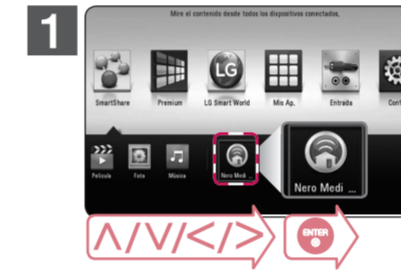 1
Mire el contenido desde todos los dispositivos conectados.
LG
SmartShare Premium LG Smart World Mis Ap. Entrada Conf
Película Foto Música Nero Medi ...
Nero Medi ...
ENTER